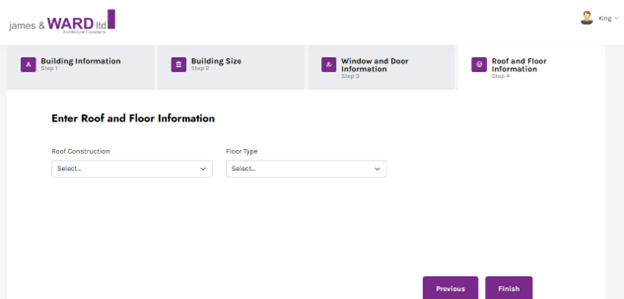 james & WARD ltd
Architectural Consultants
King
Building Information
Step 1
Building Size
Step 2
Window and Door
Information
Step 3
Roof and Floor
Information
Step 4
Enter Roof and Floor Information
Roof Construction
Floor Type
Select...
Select...
Previous
Finish